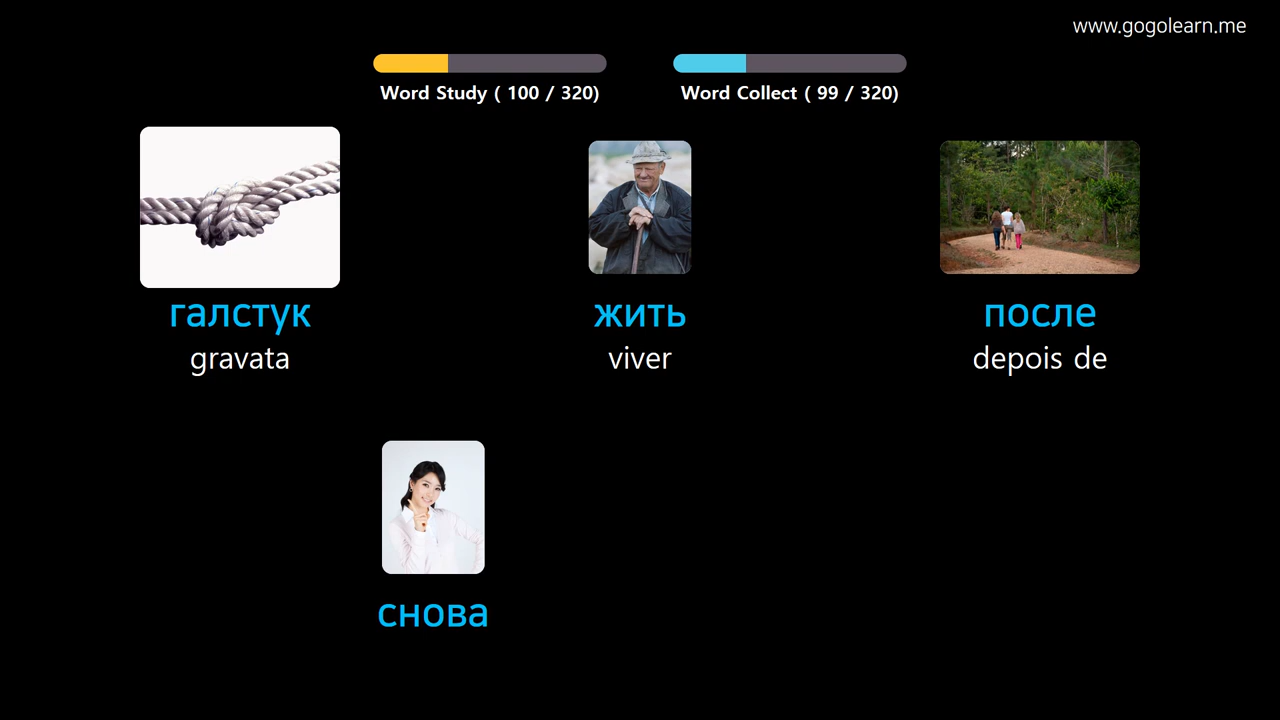 www.gogolearn.me
Word Study ( 100 / 320)
Word Collect ( 99 / 320)
галстук
gravata
жить
viver
после
depois de
снова